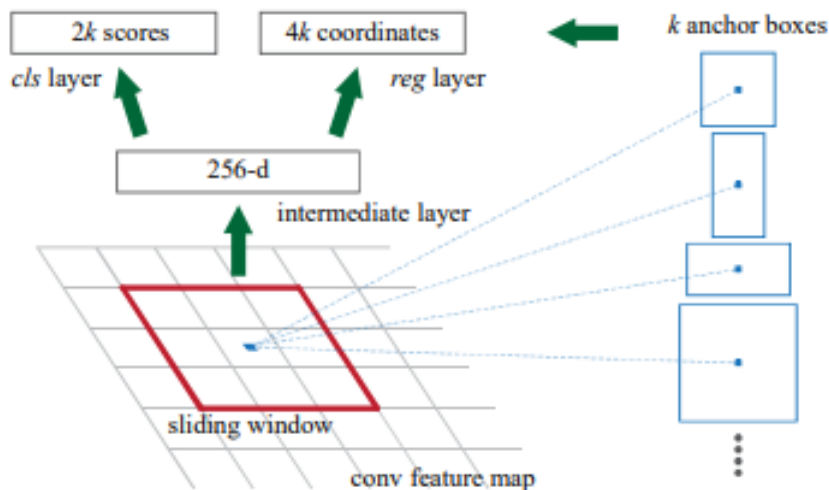 2k scores
4k coordinates
k anchor boxes
cls layer
reg layer
256-d
intermediate layer
sliding window
conv feature map